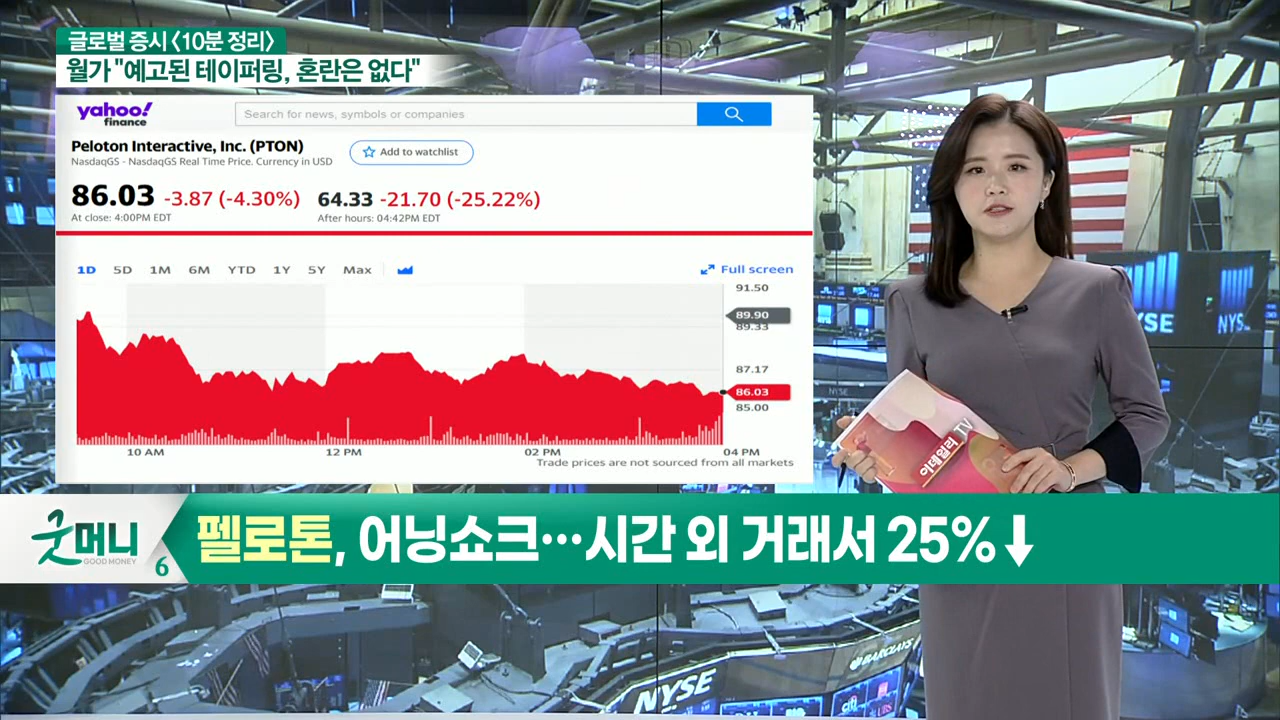 글로벌 증시 <10분 정리>
월가 "예고된 테이퍼링, 혼란은 없다"
yahoo!
finance
Search for news, symbols or companies
Peloton Interactive, Inc. (PTON)
NasdaqGS - NasdaqGS Real Time Price. Currency in USD
Add to watchlist
86.03 -3.87 (-4.30%) 64.33 -21.70 (-25.22%)
At close: 4:00PM EDT After hours: 04:42PM EDT
1D 5D 1M 6M YTD 1Y 5Y Max Full screen
91.50
89.90
89.33
87.17
86.03
85.00
10 AM 12 PM 02 PM 04 PM
Trade prices are not sourced from all markets
이데일리 TV
굿머니
GOOD MONEY
6
펠로톤, 어닝쇼크…시간 외 거래서 25%↓
NYSE
BARCLAYS
citi
UBS